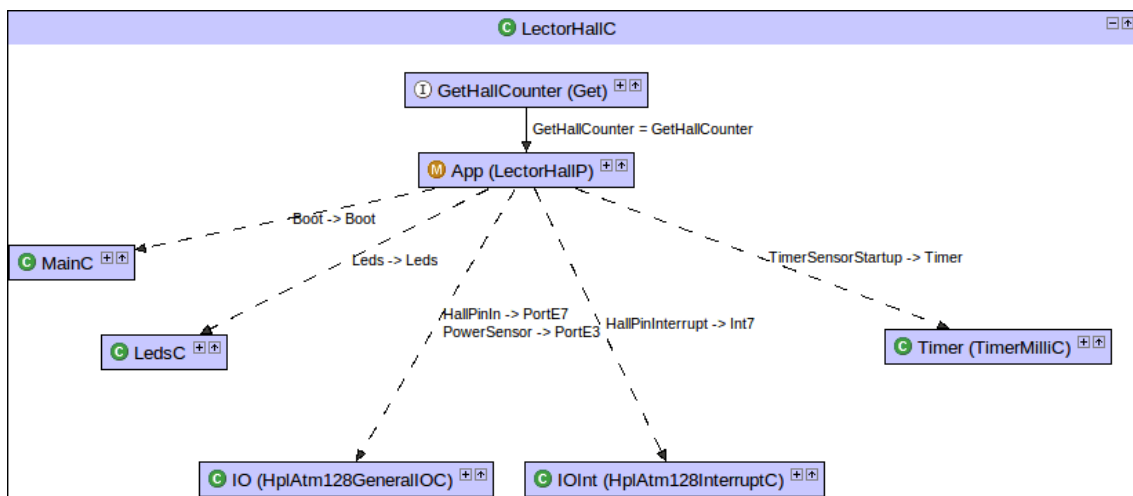 C LectorHallC
I GetHallCounter (Get)
GetHallCounter = GetHallCounter
M App (LectorHallP)
Boot -> Boot
C MainC
Leds -> Leds
TimerSensorStartup -> Timer
HallPinIn -> PortE7
PowerSensor -> PortE3
HallPinInterrupt -> Int7
C LedsC
C Timer (TimerMilliC)
C IO (HplAtm128GeneralIOC)
C IOInt (HplAtm128InterruptC)